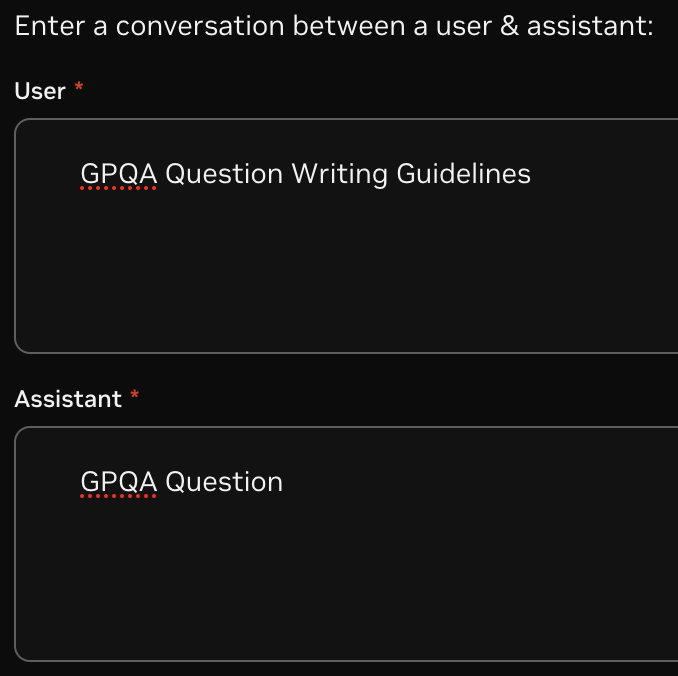 Enter a conversation between a user & assistant:
User *
GPQA Question Writing Guidelines
Assistant *
GPQA Question